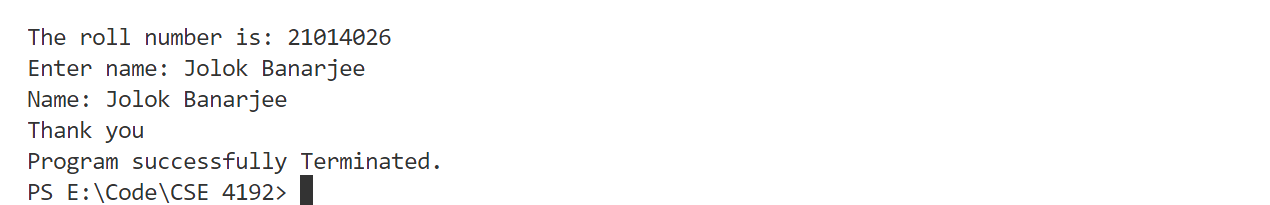 The roll number is: 21014026
Enter name: Jolok Banarjee
Name: Jolok Banarjee
Thank you
Program successfully Terminated.
PS E:\Code\CSE 4192>